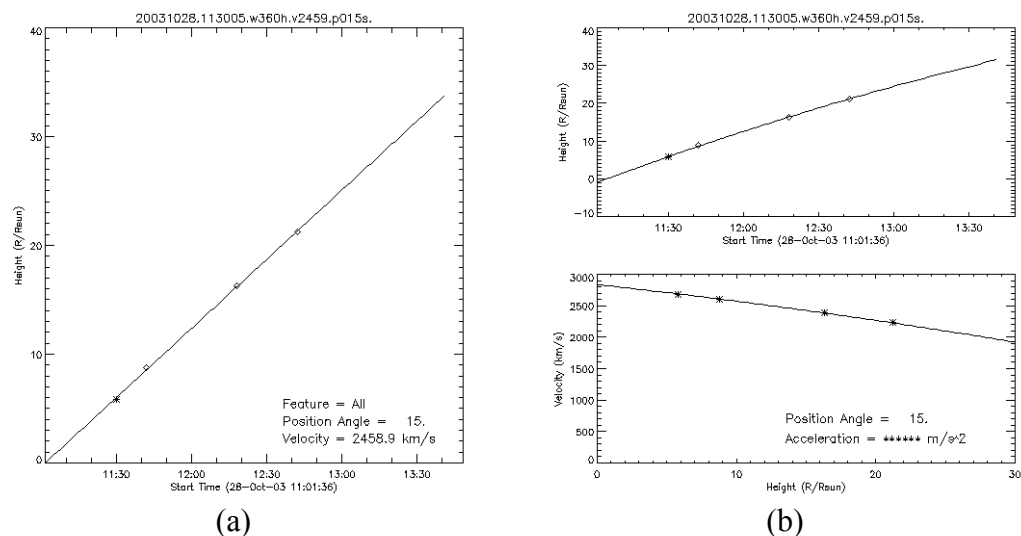 20031028.113005.w360h.v2459.p015s.
40
30
20
10
0
Height (R/Rsun)
11:30 12:00 12:30 13:00 13:30
Start Time (28-Oct-03 11:01:36)
Feature = All
Position Angle = 15.
Velocity = 2458.9 km/s
(a)
20031028.113005.w360h.v2459.p015s.
40
30
20
10
0
-10
Height (R/Rsun)
11:30 12:00 12:30 13:00 13:30
Start Time (28-Oct-03 11:01:36)
3000
2500
2000
1500
1000
500
0
Velocity (km/s)
0 10 20 30
Height (R/Rsun)
Position Angle = 15.
Acceleration = ****** m/s^2
(b)